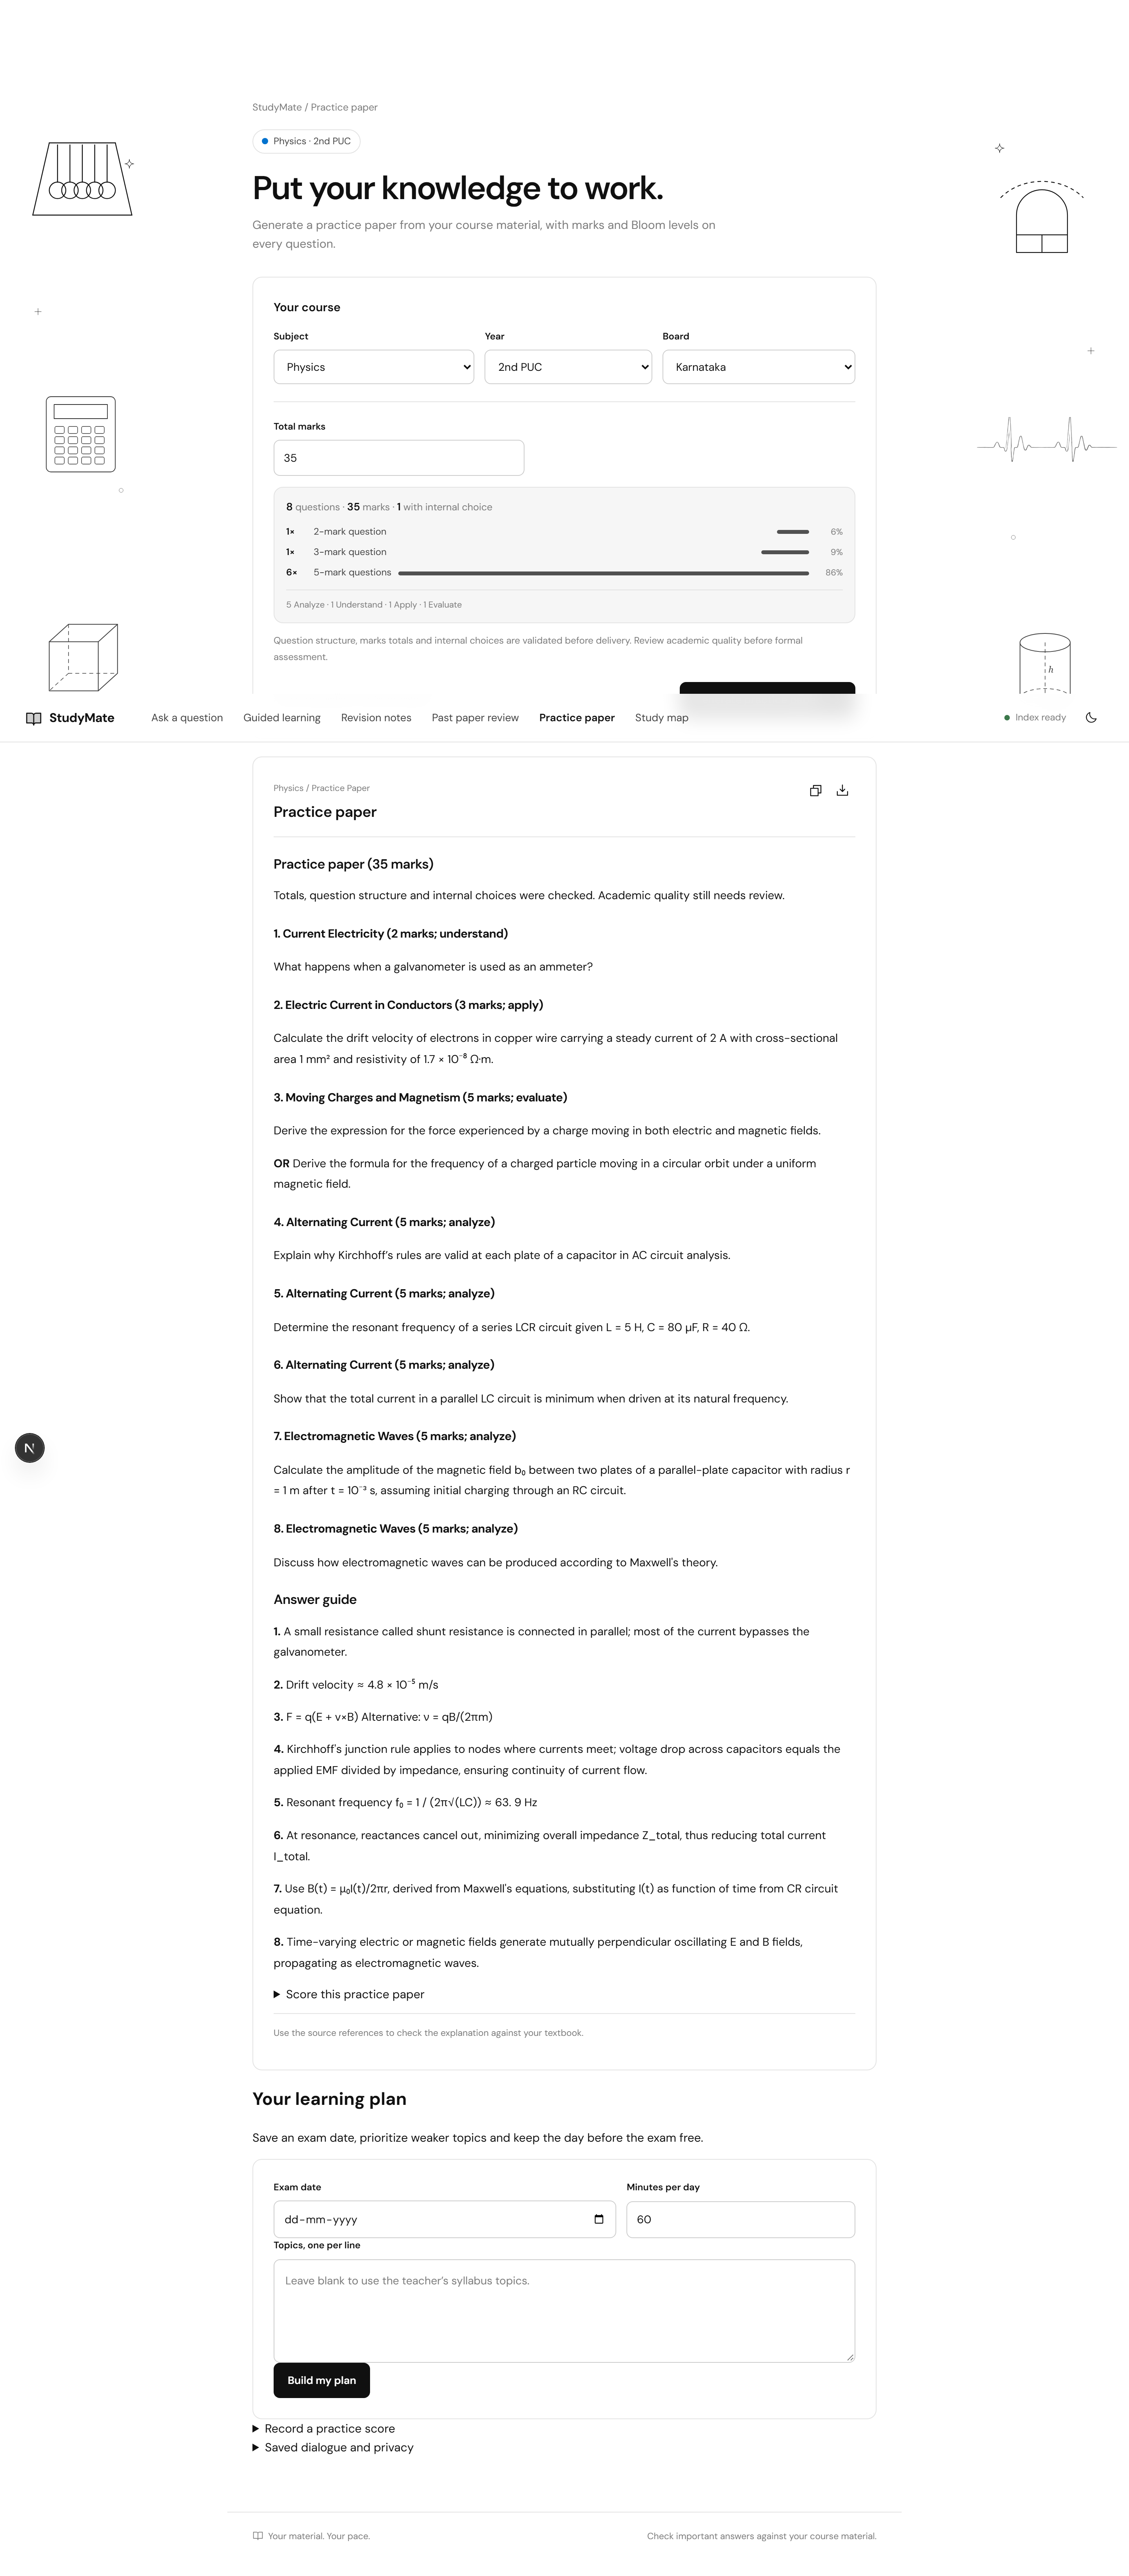 StudyMate / Practice paper
Physics · 2nd PUC
Put your knowledge to work.
Generate a practice paper from your course material, with marks and Bloom levels on
every question.
Your course
Subject
Year
Board
Physics
2nd PUC
Karnataka
Total marks
35
8 questions · 35 marks · 1 with internal choice
1× 2-mark question 6%
1× 3-mark question 9%
6× 5-mark questions 86%
5 Analyze · 1 Understand · 1 Apply · 1 Evaluate
Question structure, marks totals and internal choices are validated before delivery. Review academic quality before formal
assessment.
h
StudyMate
Ask a question
Guided learning
Revision notes
Past paper review
Practice paper
Study map
Index ready
Physics / Practice Paper
Practice paper
Practice paper (35 marks)
Totals, question structure and internal choices were checked. Academic quality still needs review.
1. Current Electricity (2 marks; understand)
What happens when a galvanometer is used as an ammeter?
2. Electric Current in Conductors (3 marks; apply)
Calculate the drift velocity of electrons in copper wire carrying a steady current of 2 A with cross-sectional
area 1 mm² and resistivity of 1.7 × 10⁻⁸ Ω·m.
3. Moving Charges and Magnetism (5 marks; evaluate)
Derive the expression for the force experienced by a charge moving in both electric and magnetic fields.
OR Derive the formula for the frequency of a charged particle moving in a circular orbit under a uniform
magnetic field.
4. Alternating Current (5 marks; analyze)
Explain why Kirchhoff's rules are valid at each plate of a capacitor in AC circuit analysis.
5. Alternating Current (5 marks; analyze)
Determine the resonant frequency of a series LCR circuit given L = 5 H, C = 80 μF, R = 40 Ω.
6. Alternating Current (5 marks; analyze)
Show that the total current in a parallel LC circuit is minimum when driven at its natural frequency.
7. Electromagnetic Waves (5 marks; analyze)
Calculate the amplitude of the magnetic field b₀ between two plates of a parallel-plate capacitor with radius r
= 1 m after t = 10⁻³ s, assuming initial charging through an RC circuit.
8. Electromagnetic Waves (5 marks; analyze)
Discuss how electromagnetic waves can be produced according to Maxwell's theory.
Answer guide
1. A small resistance called shunt resistance is connected in parallel; most of the current bypasses the
galvanometer.
2. Drift velocity ≈ 4.8 × 10⁻⁵ m/s
3. F = q(E + v×B) Alternative: ν = qB/(2πm)
4. Kirchhoff's junction rule applies to nodes where currents meet; voltage drop across capacitors equals the
applied EMF divided by impedance, ensuring continuity of current flow.
5. Resonant frequency f₀ = 1 / (2π√(LC)) ≈ 63. 9 Hz
6. At resonance, reactances cancel out, minimizing overall impedance Z_total, thus reducing total current
I_total.
7. Use B(t) = μ₀I(t)/2πr, derived from Maxwell's equations, substituting I(t) as function of time from CR circuit
equation.
8. Time-varying electric or magnetic fields generate mutually perpendicular oscillating E and B fields,
propagating as electromagnetic waves.
Score this practice paper
Use the source references to check the explanation against your textbook.
Your learning plan
Save an exam date, prioritize weaker topics and keep the day before the exam free.
Exam date
Minutes per day
dd-mm-yyyy
60
Topics, one per line
Leave blank to use the teacher's syllabus topics.
Build my plan
Record a practice score
Saved dialogue and privacy
Your material. Your pace.
Check important answers against your course material.
N